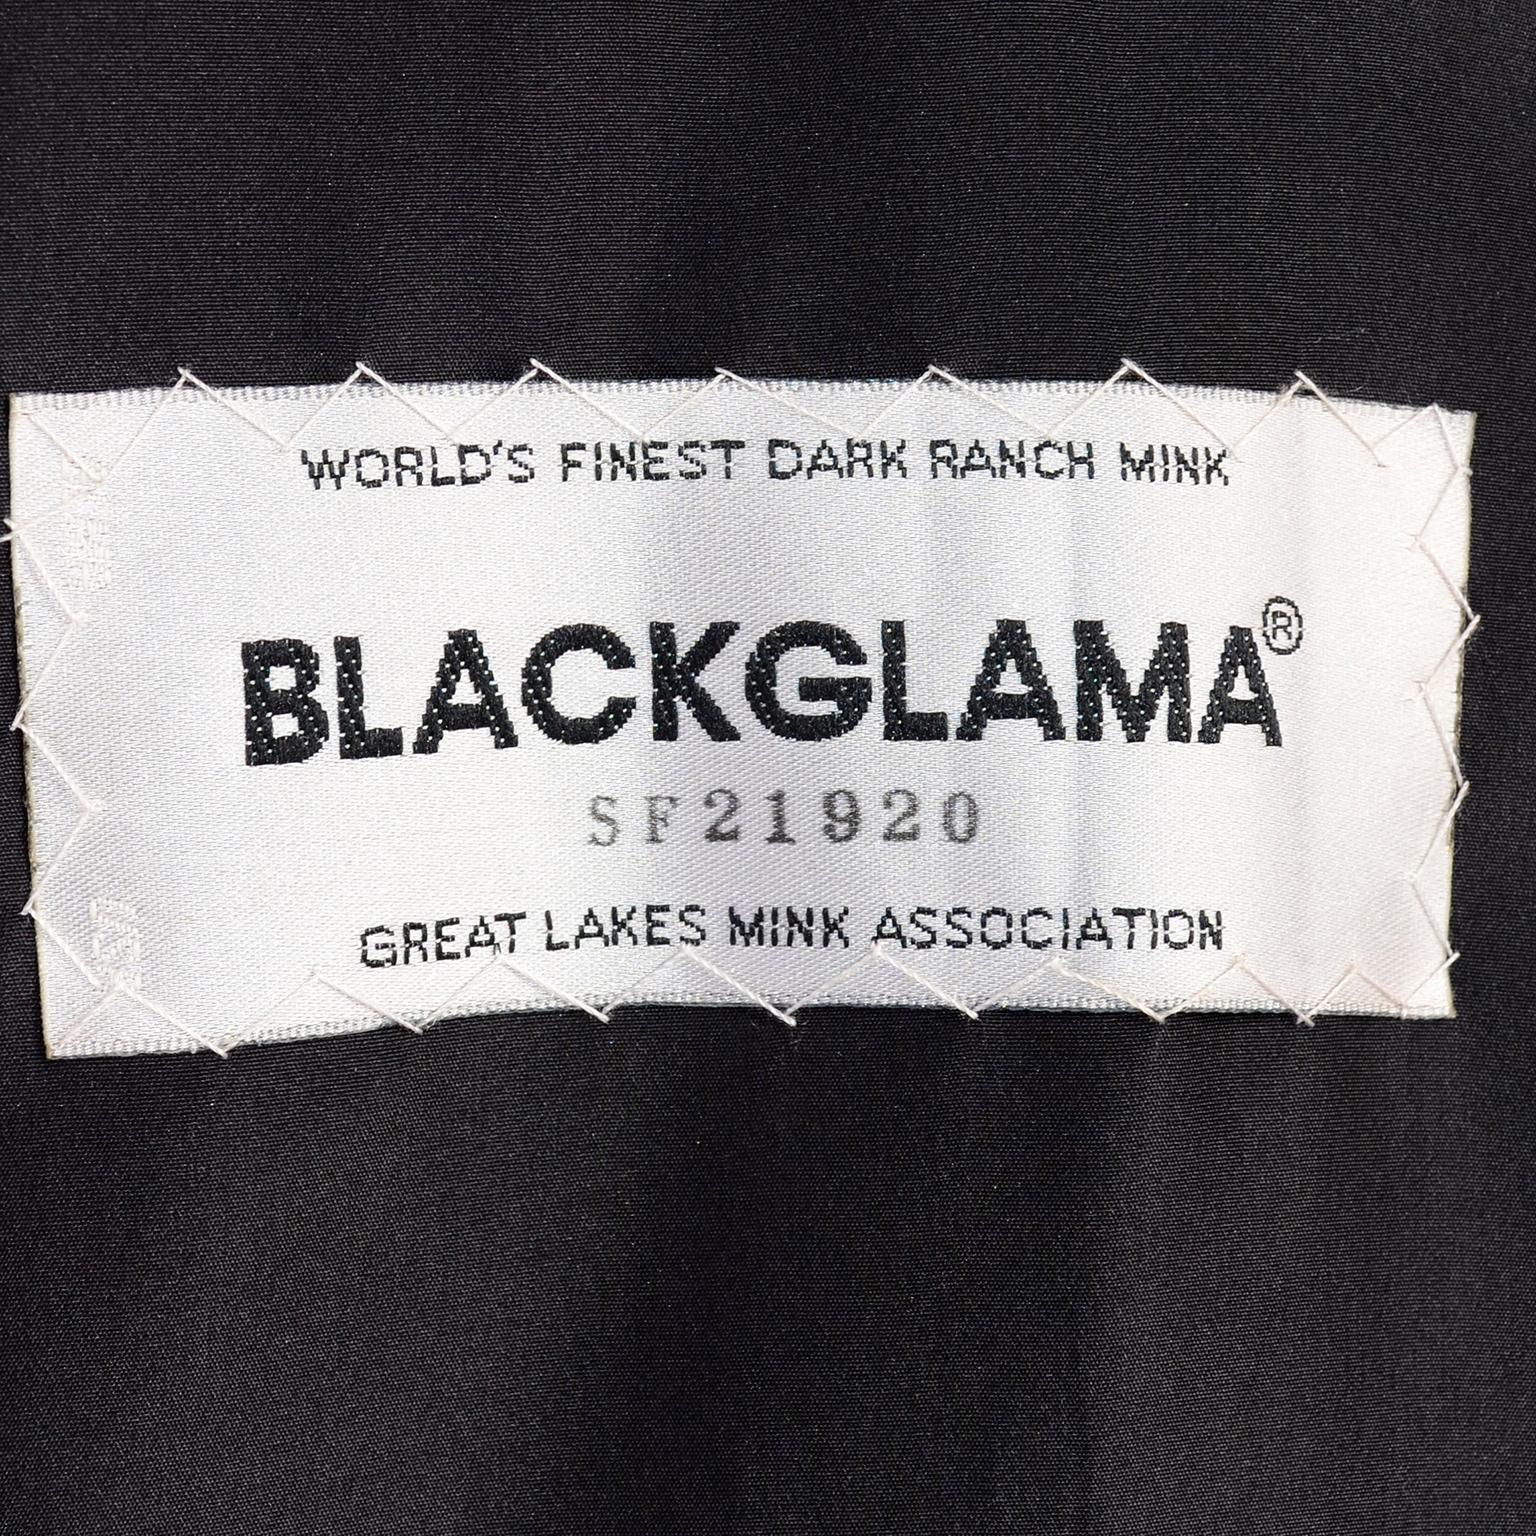 WORLD'S FINEST DARK RANCH MINK
BLACKGLAMA®
SF21920
GREAT LAKES MINK ASSOCIATION